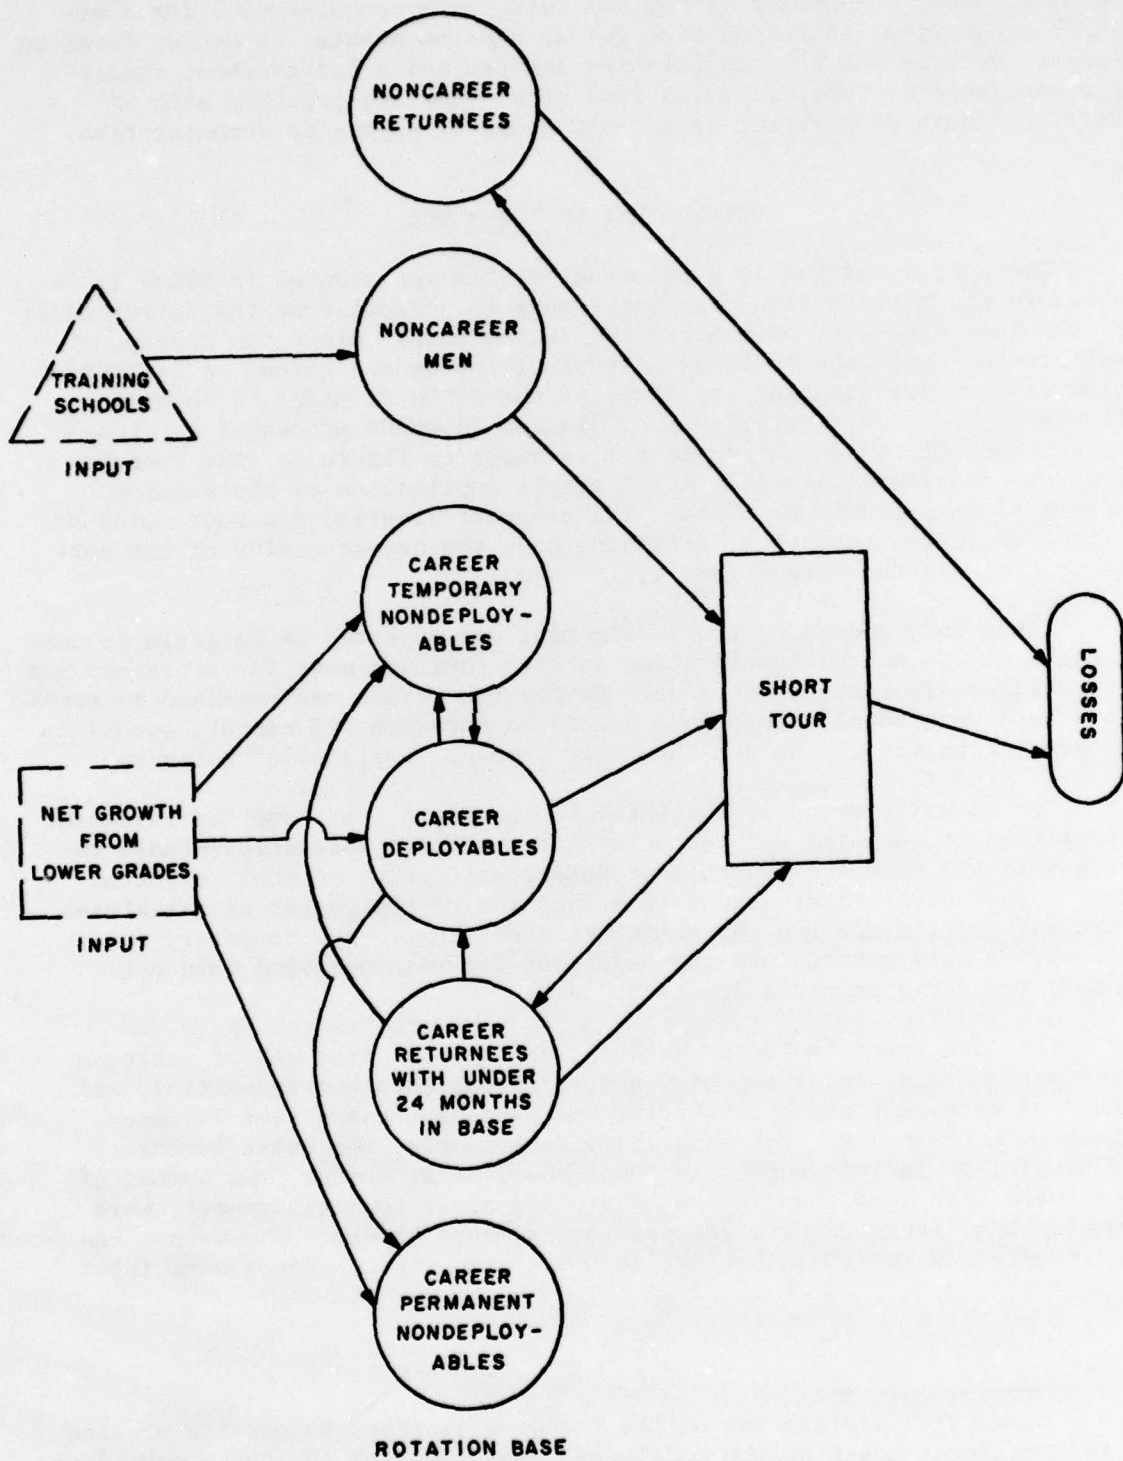 NONCAREER
RETURNEES
NONCAREER
MEN
TRAINING
SCHOOLS
INPUT
CAREER
TEMPORARY
NONDEPLOY-
ABLES
SHORT
TOUR
LOSSES
NET GROWTH
FROM
LOWER GRADES
INPUT
CAREER
DEPLOYABLES
CAREER
RETURNEES
WITH UNDER
24 MONTHS
IN BASE
CAREER
PERMANENT
NONDEPLOY-
ABLES
ROTATION BASE